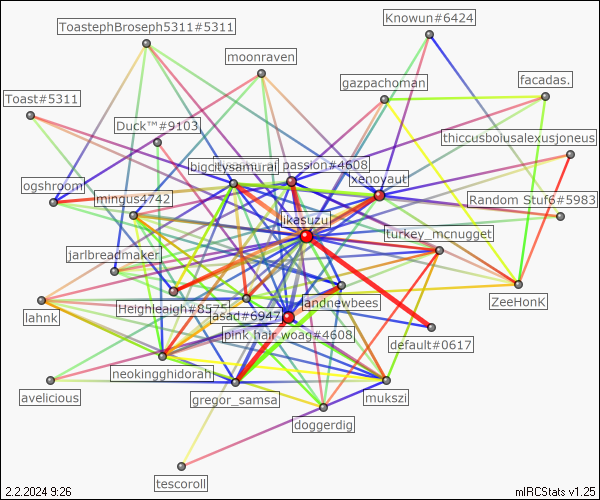 ToastephBroseph5311#5311
Knowun#6424
moonraven
gazpachoman
facadas.
Toast#5311
Duck™#9103
thiccusboiusalexusjoneus
bigcitysamurai
passion#4608
xenoyaut
ogshroom
mingus4742
Random Stuf6#5983
ikasuzu
turkey_mcnugget
jarlbreadmaker
Heighleaigh#8575
asad#6947
andnewbees
ZeeHonK
lahnk
pink hair woag#4608
default#0617
neokingghidorah
avelicious
gregor_samsa
mukszi
doggerdig
tescoroll
2.2.2024 9:26
mIRCStats v1.25